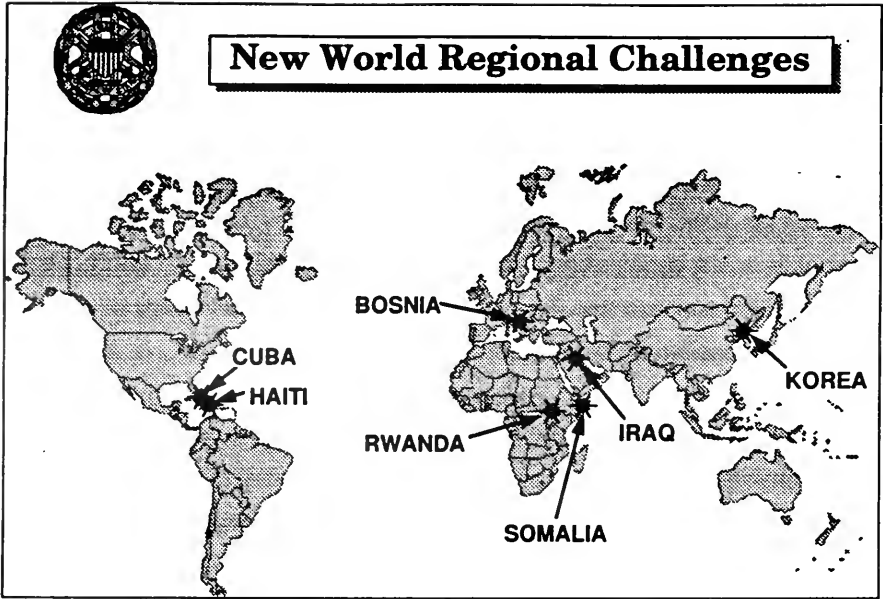 New World Regional Challenges
BOSNIA
CUBA
HAITI
KOREA
RWANDA
IRAQ
SOMALIA